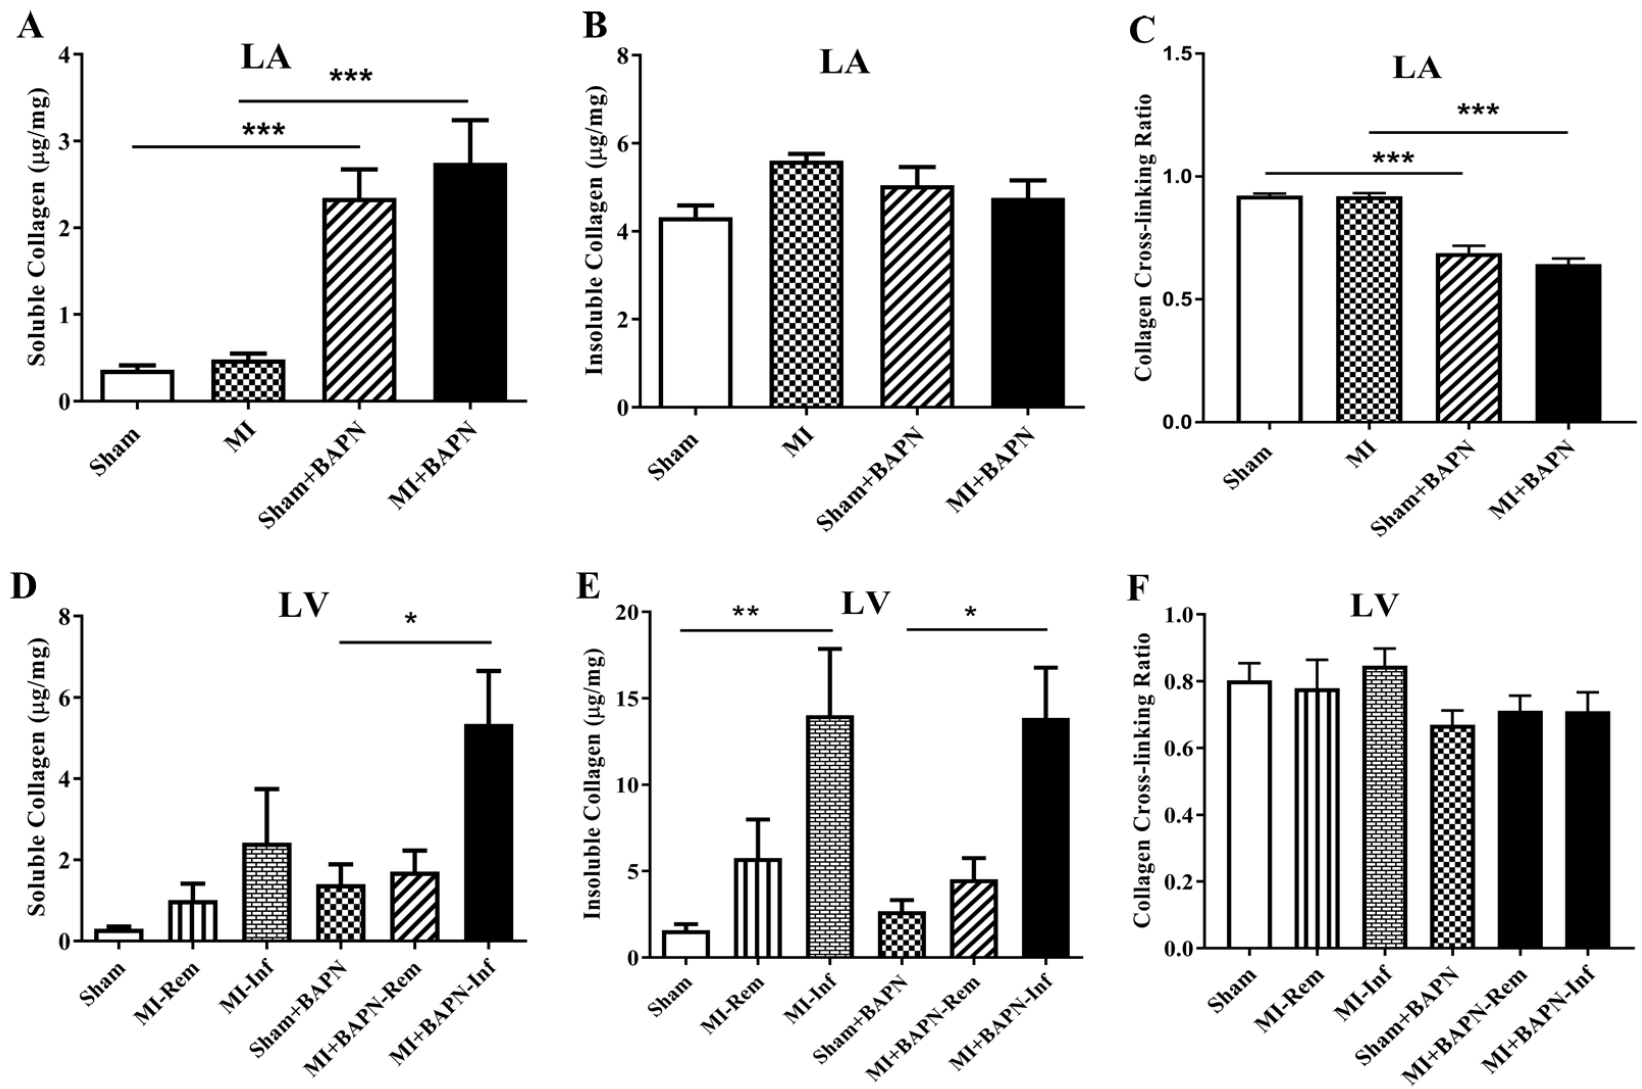 A
LA
Soluble Collagen (µg/mg)
4
3
2
1
0
***
***
Sham
MI
Sham+BAPN
MI+BAPN
B
LA
Insoluble Collagen (µg/mg)
8
6
4
2
0
Sham
MI
Sham+BAPN
MI+BAPN
C
LA
Collagen Cross-linking Ratio
1.5
1.0
0.5
0.0
***
***
Sham
MI
Sham+BAPN
MI+BAPN
D
LV
Soluble Collagen (µg/mg)
8
6
4
2
0
*
Sham
MI-Rem
MI-Inf
Sham+BAPN
MI+BAPN-Rem
MI+BAPN-Inf
E
LV
Insoluble Collagen (µg/mg)
20
15
10
5
0
**
*
Sham
MI-Rem
MI-Inf
Sham+BAPN
MI+BAPN-Rem
MI+BAPN-Inf
F
LV
Collagen Cross-linking Ratio
1.0
0.8
0.6
0.4
0.2
0.0
Sham
MI-Rem
MI-Inf
Sham+BAPN
MI+BAPN-Rem
MI+BAPN-Inf